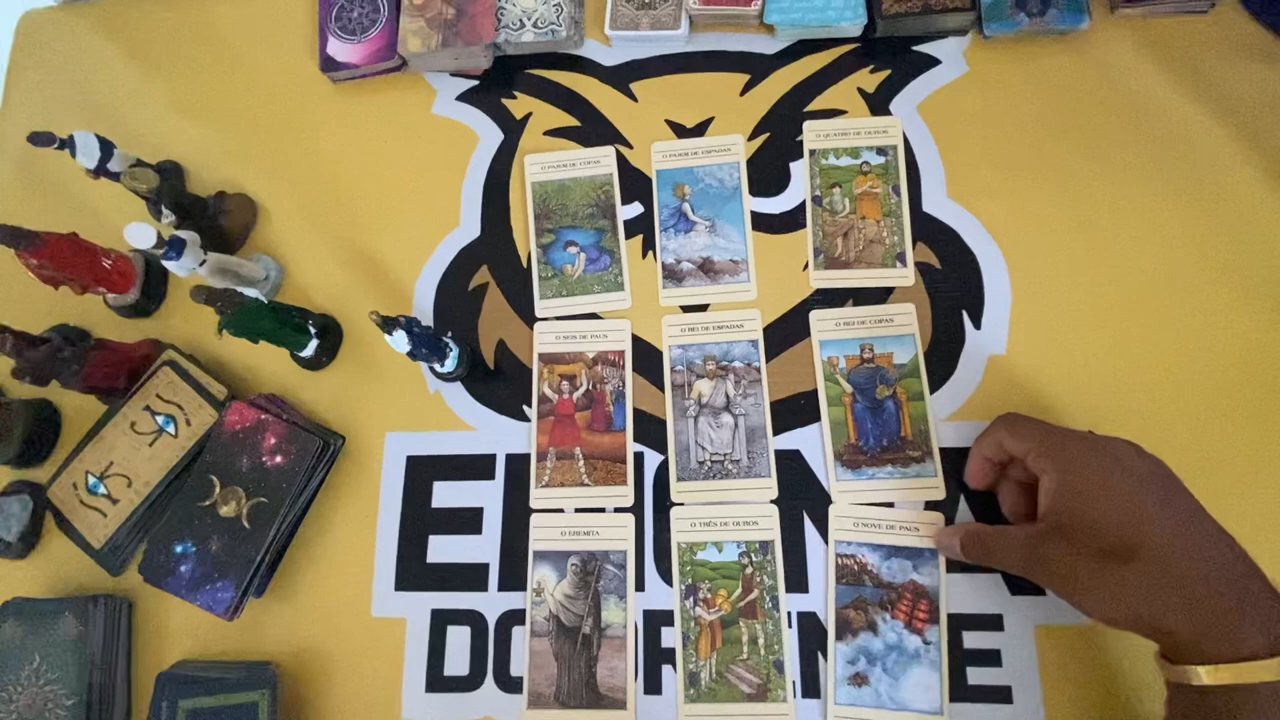 O PAJEM DE COPAS
O PAJEM DE ESPADAS
O QUATRO DE OUROS
O SEIS DE PAUS
O REI DE ESPADAS
O REI DE COPAS
O EREMITA
O TRÊS DE OUROS
O NOVE DE PAUS